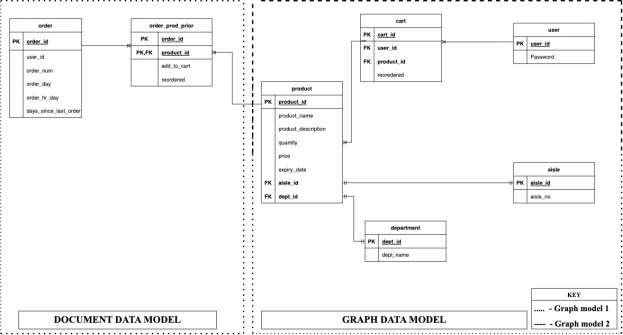 order
PK order_id
user_id
order_num
order_day
order_hr_day
days_since_last_order
order_prod_prior
PK order_id
PK,FK product_id
add_to_cart
reordered
product
PK product_id
product_name
product_description
quantity
price
expiry_date
FK aisle_id
FK dept_id
cart
PK cart_id
FK user_id
FK product_id
reordered
user
PK user_id
Password
aisle
PK aisle_id
aisle_no
department
PK dept_id
dept_name
DOCUMENT DATA MODEL
GRAPH DATA MODEL
KEY
..... - Graph model 1
---- - Graph model 2